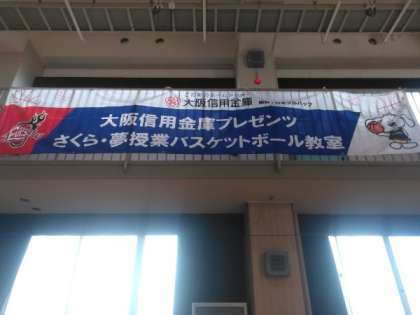 大阪信用金庫
大阪信用金庫プレゼンツ
さくら・夢授業バスケットボール教室